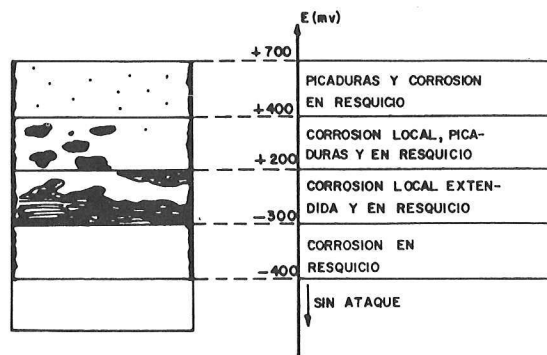 E(mv)
+700
PICADURAS Y CORROSION
EN RESQUICIO
+400
CORROSION LOCAL, PICA-
DURAS Y EN RESQUICIO
+200
CORROSION LOCAL EXTEN-
DIDA Y EN RESQUICIO
-300
CORROSION EN
RESQUICIO
-400
SIN ATAQUE